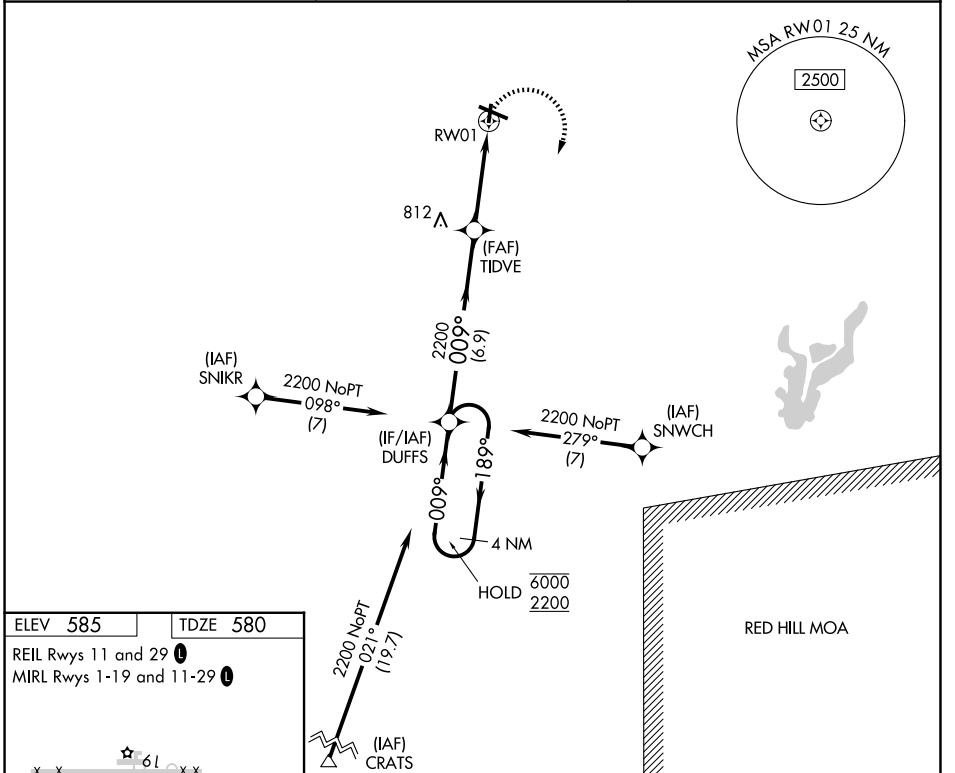 MSA RW01 25 NM
2500
RW01
812
(FAF)
TIDVE
2200
009°
(6.9)
(IAF)
SNIKR
2200 NoPT
098°
(7)
(IF/IAF)
DUFFS
2200 NoPT
279°
(7)
(IAF)
SNWCH
009°
189°
4 NM
HOLD
6000
2200
2200 NoPT
021°
(19.7)
RED HILL MOA
ELEV 585
TDZE 580
REIL Rwys 11 and 29 L
MIRL Rwys 1-19 and 11-29 L
19
X X
X X
(IAF)
CRATS